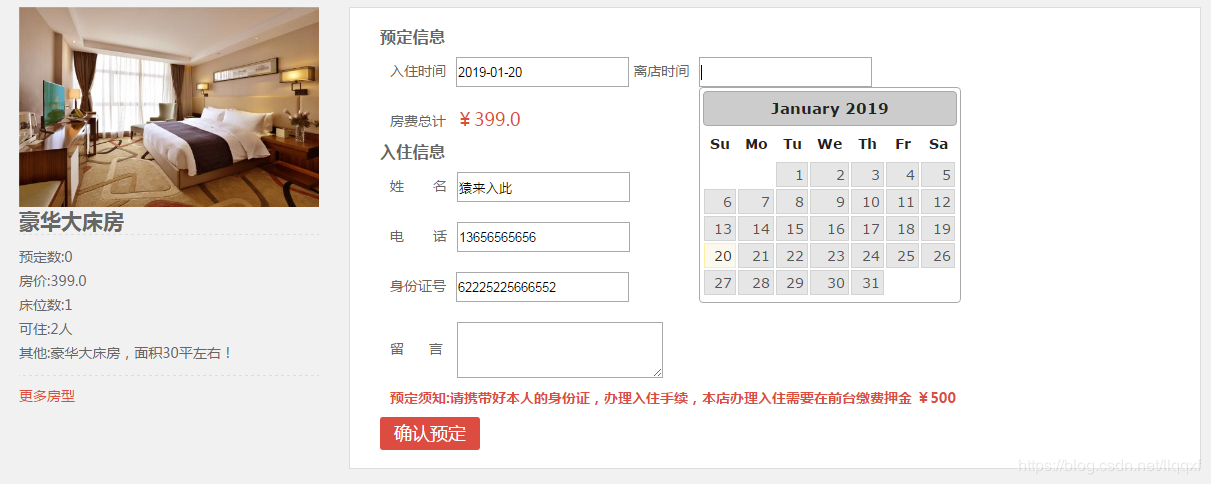 豪华大床房
预定数:0
房价:399.0
床位数:1
可住:2人
其他:豪华大床房，面积30平左右！
更多房型
预定信息
入住时间 2019-01-20 离店时间
January 2019
Su Mo Tu We Th Fr Sa
1 2 3 4 5
6 7 8 9 10 11 12
13 14 15 16 17 18 19
20 21 22 23 24 25 26
27 28 29 30 31
房费总计 ￥399.0
入住信息
姓 名 猿来入此
电 话 13656565656
身份证号 62225225666552
留 言
预定须知:请携带好本人的身份证，办理入住手续，本店办理入住需要在前台缴费押金 ￥500
确认预定